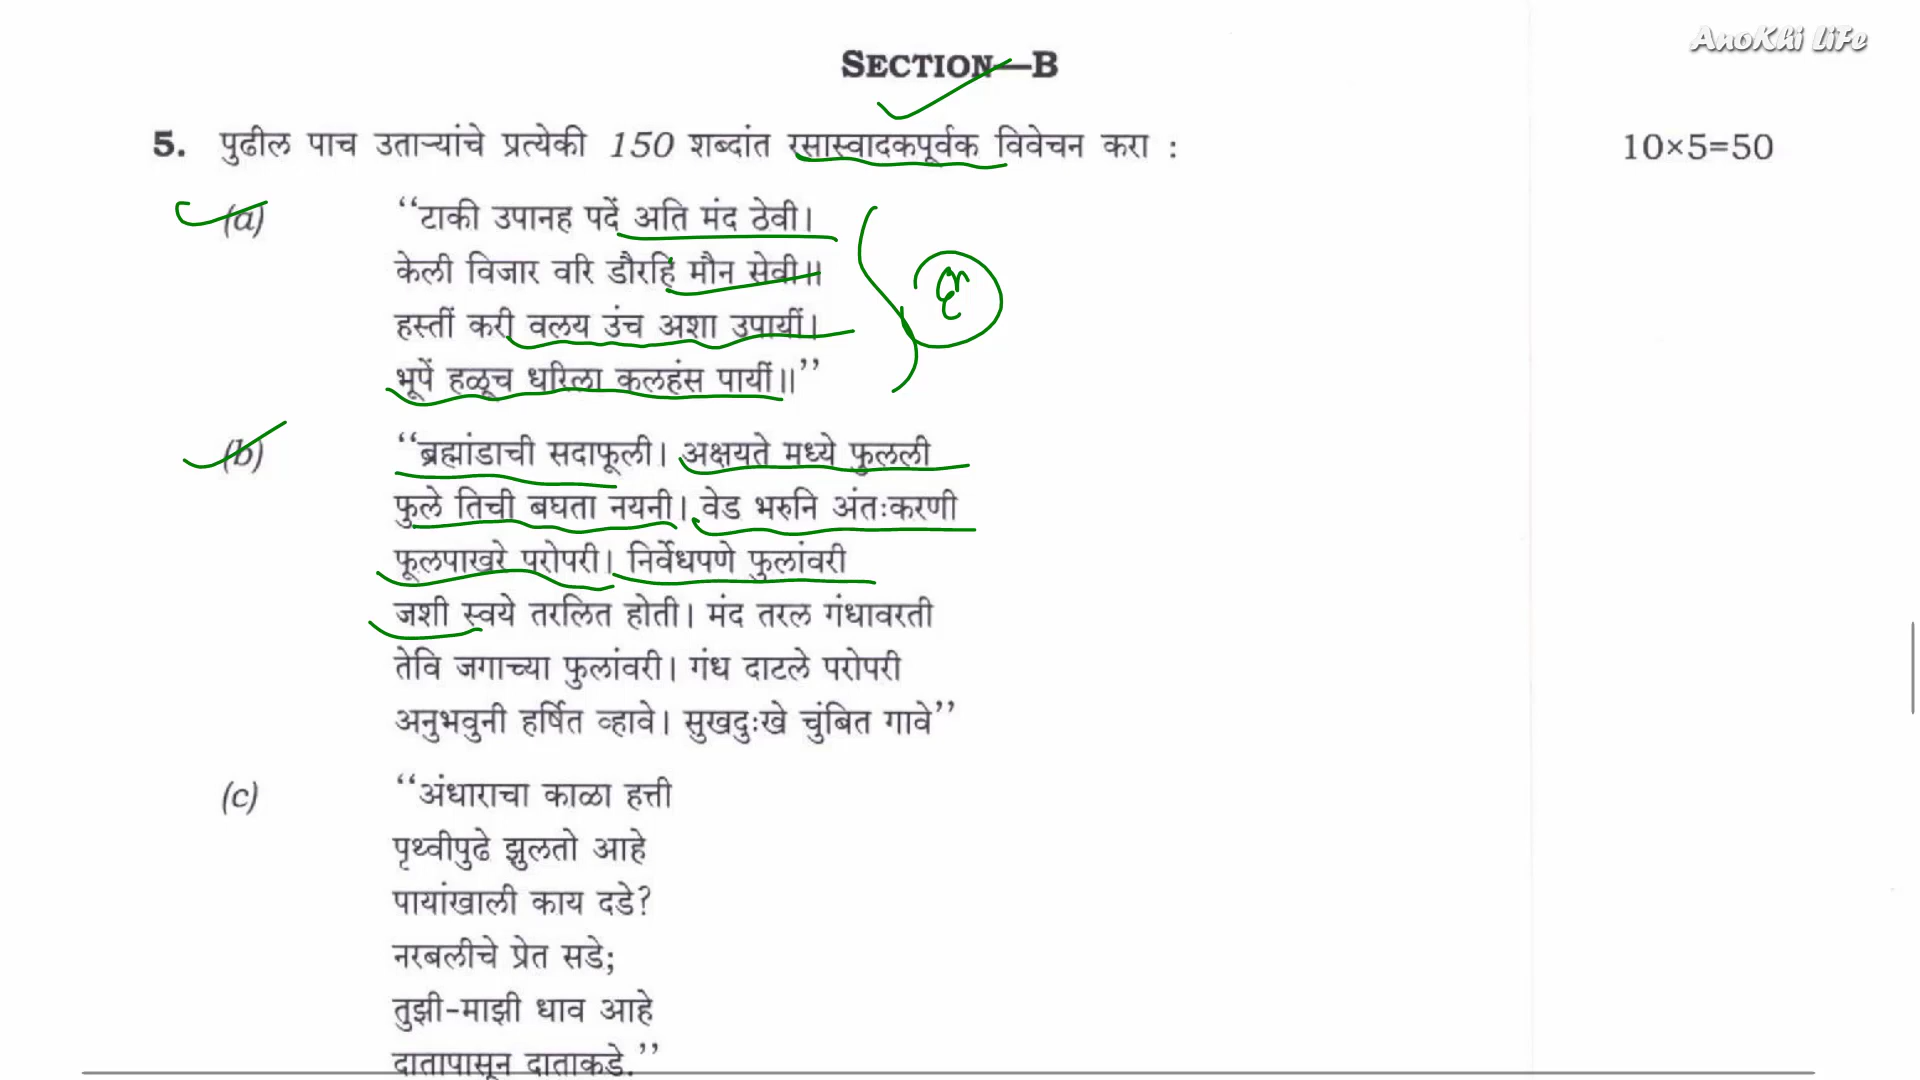 AnoKhi LiFe
SECTION—B
5. पुढील पाच उताऱ्यांचे प्रत्येकी 150 शब्दांत रसास्वादकपूर्वक विवेचन करा : 10×5=50
(a) “टाकी उपानह पदें अति मंद ठेवी।
केली विजार वरि डौरहि मौन सेवी॥
हस्तीं करी वलय उंच अशा उपायीं।
भूपें हळूच धरिला कलहंस पायीं॥”
(b) “ब्रह्मांडाची सदाफूली। अक्षयते मध्ये फुलली
फुले तिची बघता नयनी। वेड भरुनि अंतःकरणी
फूलपाखरे परोपरी। निर्वेधपणे फुलांवरी
जशी स्वये तरलित होती। मंद तरल गंधावरती
तेवि जगाच्या फुलांवरी। गंध दाटले परोपरी
अनुभवुनी हर्षित व्हावे। सुखदुःखे चुंबित गावे”
(c) “अंधाराचा काळा हत्ती
पृथ्वीपुढे झुलतो आहे
पायांखाली काय दडे?
नरबलीचे प्रेत सडे;
तुझी-माझी धाव आहे
दातापासून दाताकडे.”